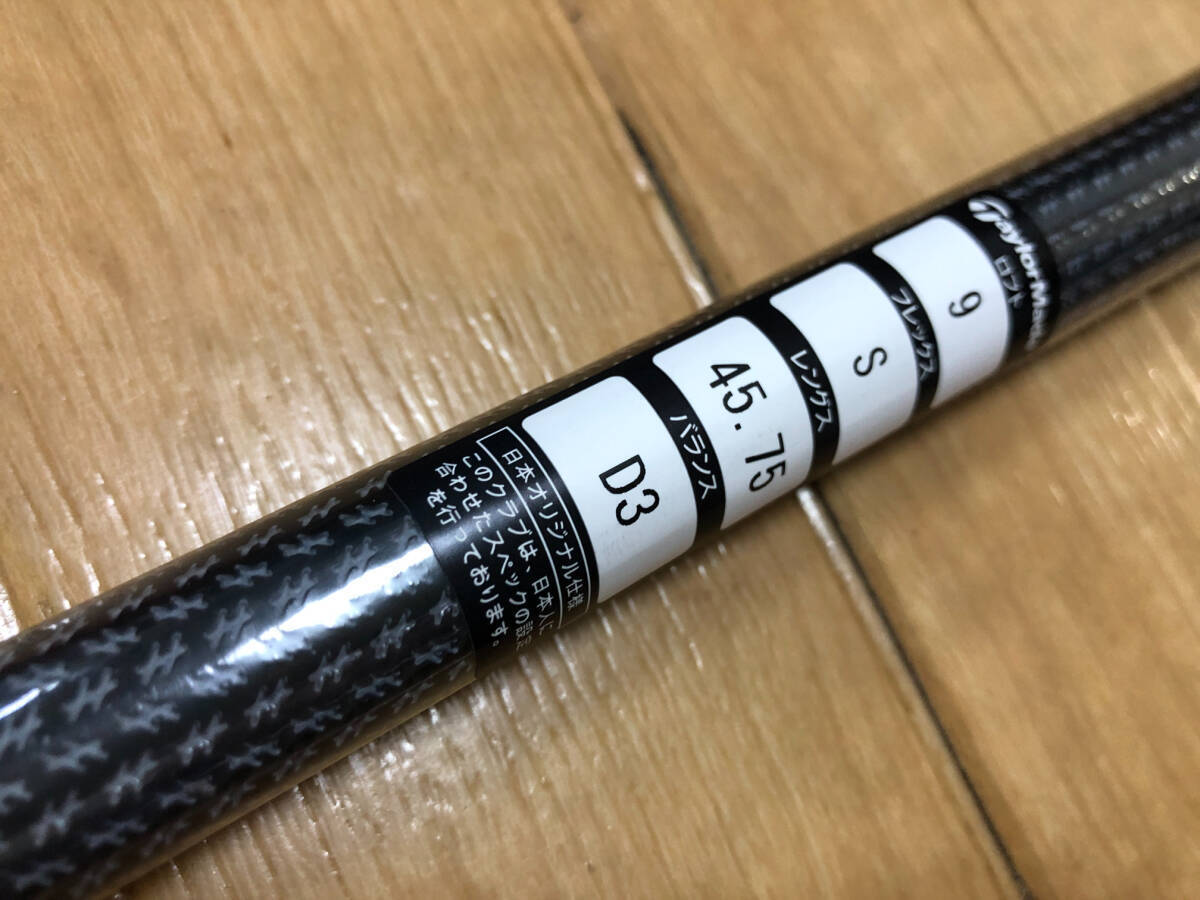 TaylorMade
ロフト
9
フレックス
S
レングス
45.75
バランス
D3
日本オリジナル仕様
このクラブは、日本人に
合わせたスペックの設定
を行っております。